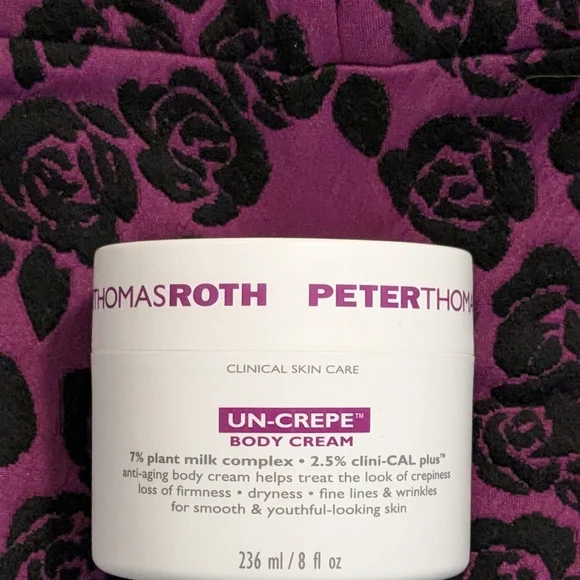 THOMASROTH PETERTHOMA
CLINICAL SKIN CARE
UN-CREPE™
BODY CREAM
7% plant milk complex • 2.5% clini-CAL plus™
anti-aging body cream helps treat the look of crepiness
loss of firmness • dryness • fine lines & wrinkles
for smooth & youthful-looking skin
236 ml / 8 fl oz